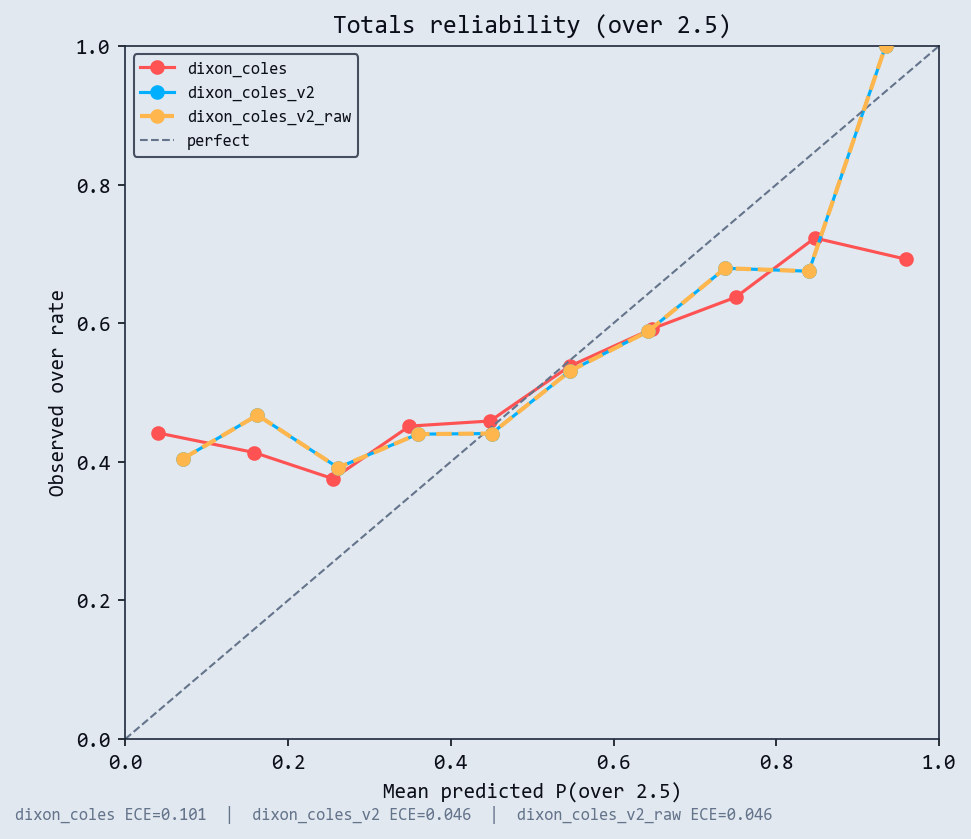 Totals reliability (over 2.5)
dixon_coles
dixon_coles_v2
dixon_coles_v2_raw
perfect
Observed over rate
1.0
0.8
0.6
0.4
0.2
0.0
0.0 0.2 0.4 0.6 0.8 1.0
Mean predicted P(over 2.5)
dixon_coles ECE=0.101 | dixon_coles_v2 ECE=0.046 | dixon_coles_v2_raw ECE=0.046